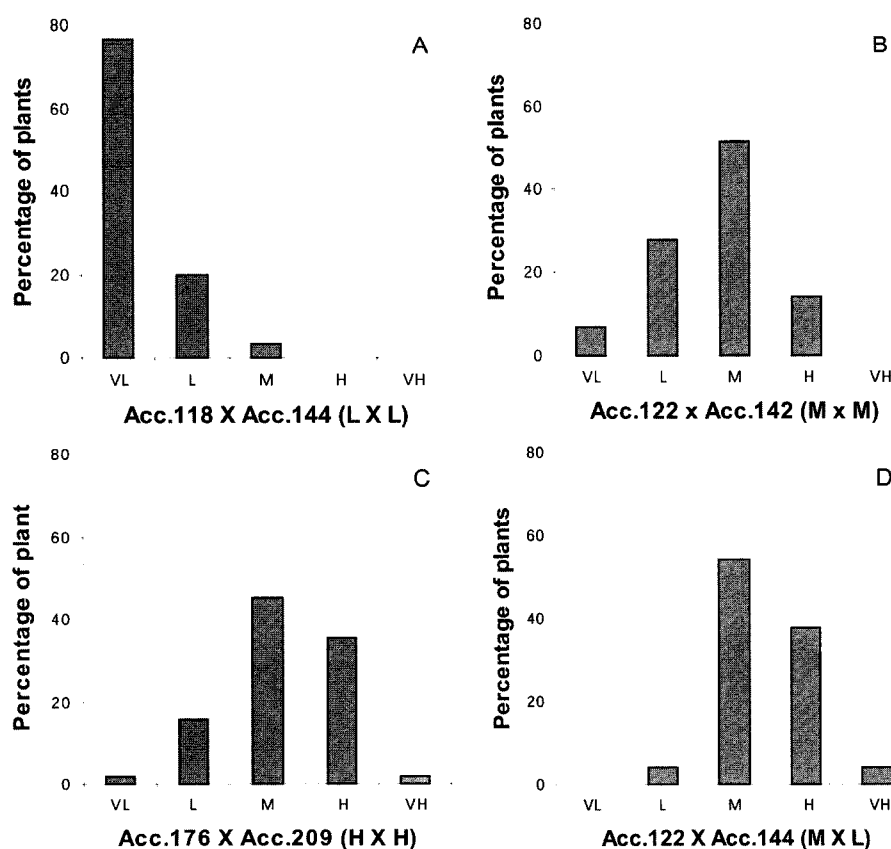 A
Percentage of plants
80
60
40
20
0
VL L M H VH
Acc.118 X Acc.144 (L X L)
B
Percentage of plants
80
60
40
20
0
VL L M H VH
Acc.122 x Acc.142 (M x M)
C
Percentage of plant
80
60
40
20
0
VL L M H VH
Acc.176 X Acc.209 (H X H)
D
Percentage of plants
80
60
40
20
0
VL L M H VH
Acc.122 X Acc.144 (M X L)